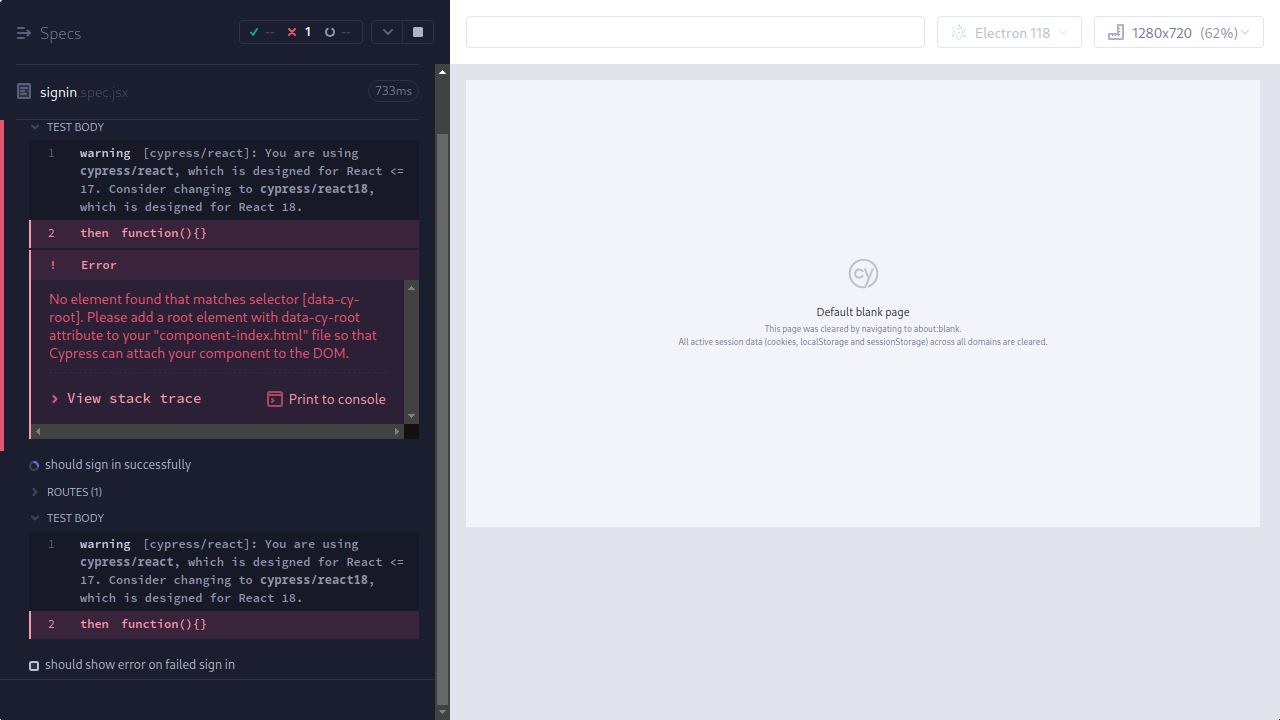 Specs
-- 1 --
Electron 118
1280x720 (62%)
signin.spec.jsx
733ms
TEST BODY
1 warning [cypress/react]: You are using
cypress/react, which is designed for React <=
17. Consider changing to cypress/react18,
which is designed for React 18.
2 then function(){}
! Error
No element found that matches selector [data-cy-
root]. Please add a root element with data-cy-root
attribute to your "component-index.html" file so that
Cypress can attach your component to the DOM.
View stack trace
Print to console
should sign in successfully
ROUTES (1)
TEST BODY
1 warning [cypress/react]: You are using
cypress/react, which is designed for React <=
17. Consider changing to cypress/react18,
which is designed for React 18.
2 then function(){}
should show error on failed sign in
cy
Default blank page
This page was cleared by navigating to about:blank.
All active session data (cookies, localStorage and sessionStorage) across all domains are cleared.